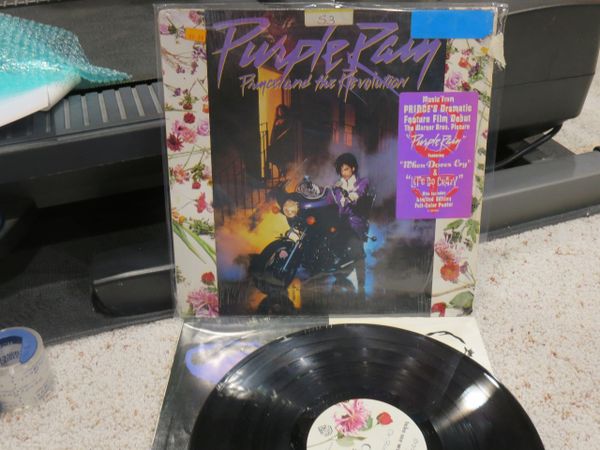 53
Purple Rain
Prince and the Revolution
Music from
PRINCE'S Dramatic
Feature Film Debut
The Warner Bros. Picture
"Purple Rain"
Featuring
"When Doves Cry"
&
"LET'S GO CRAZY"
Also Includes
Limited Edition
Full-Color Poster